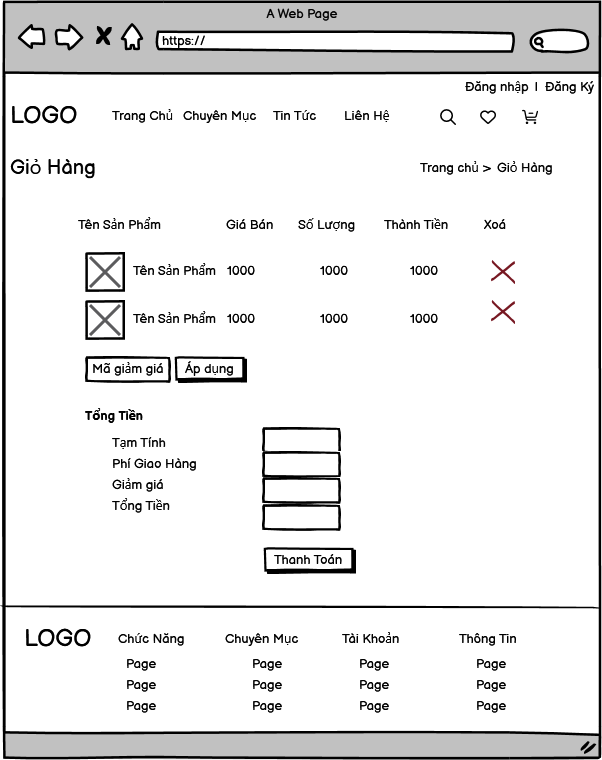 A Web Page
https://
Đăng nhập | Đăng Ký
LOGO Trang Chủ Chuyên Mục Tin Tức Liên Hệ
Giỏ Hàng Trang chủ > Giỏ Hàng
Tên Sản Phẩm Giá Bán Số Lượng Thành Tiền Xoá
Tên Sản Phẩm 1000 1000 1000
Tên Sản Phẩm 1000 1000 1000
Mã giảm giá Áp dụng
Tổng Tiền
Tạm Tính
Phí Giao Hàng
Giảm giá
Tổng Tiền
Thanh Toán
LOGO Chức Năng Chuyên Mục Tài Khoản Thông Tin
Page Page Page Page
Page Page Page Page
Page Page Page Page